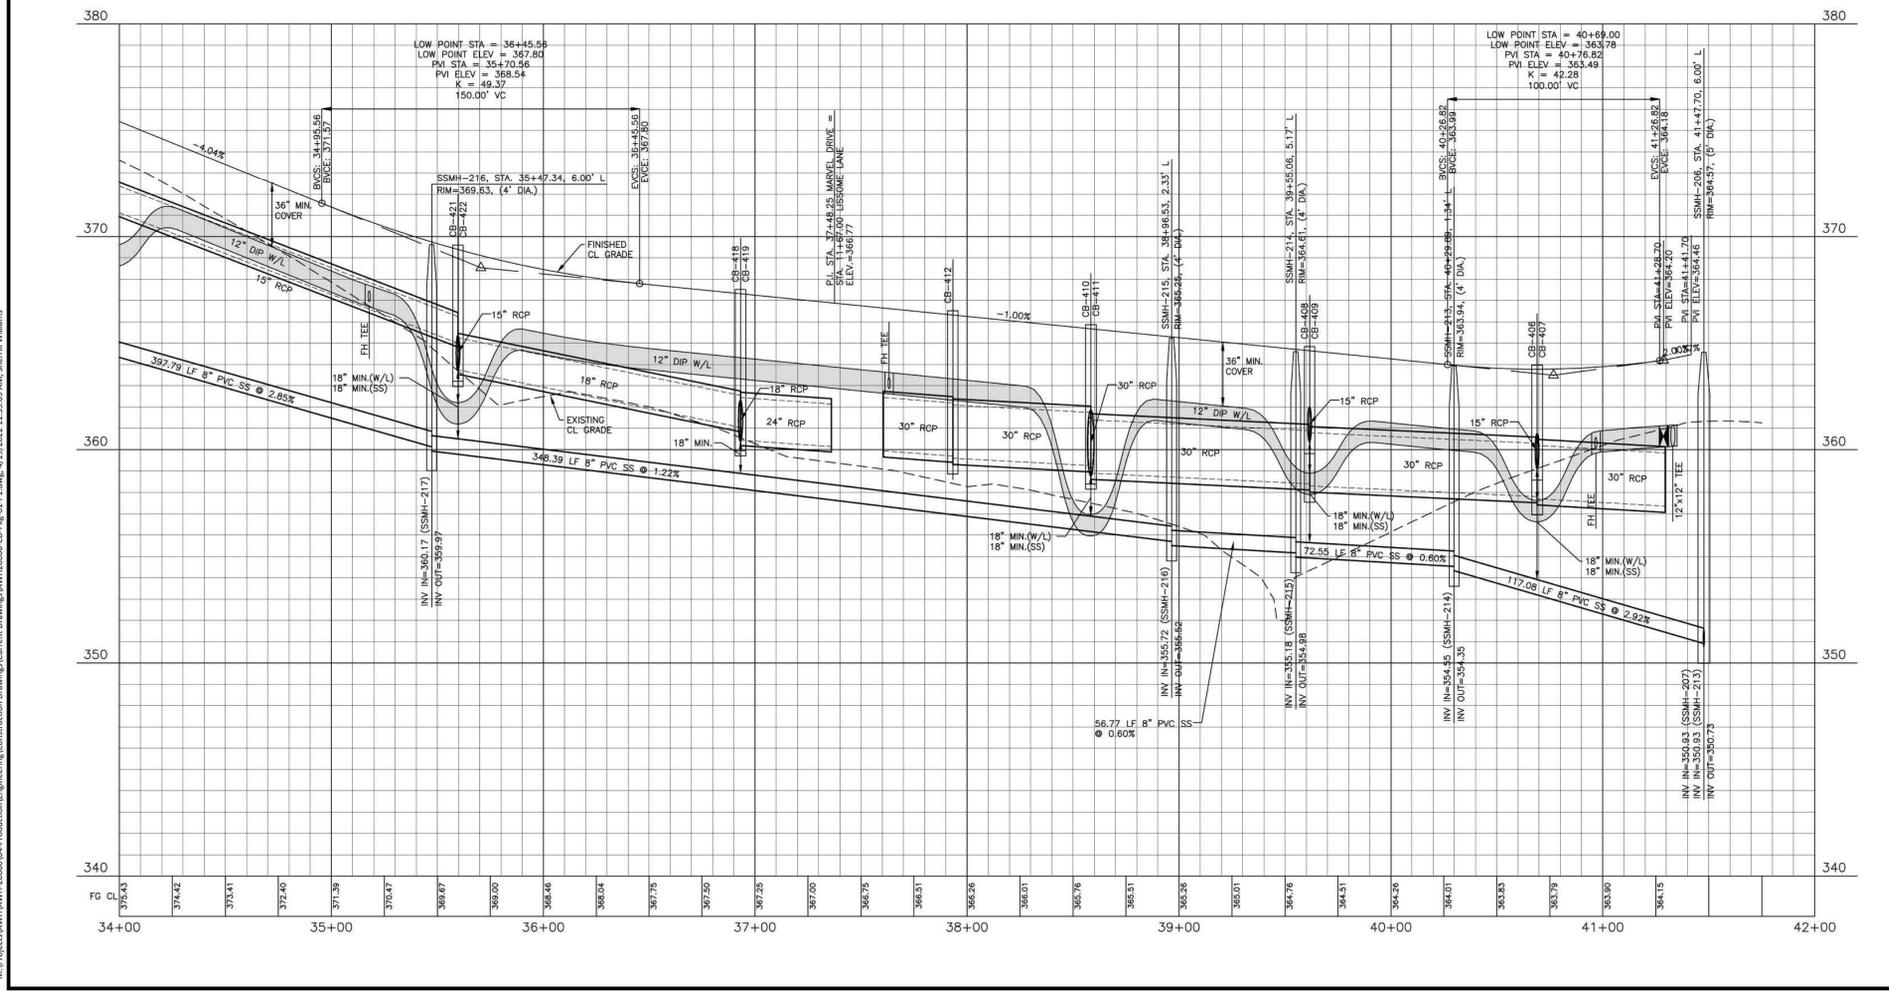 380
380
LOW POINT STA = 36+45.56
LOW POINT ELEV = 367.80
PVI STA = 35+70.56
PVI ELEV = 368.54
K = 49.37
150.00' VC
LOW POINT STA = 40+69.00
LOW POINT ELEV = 363.78
PVI STA = 40+76.82
PVI ELEV = 363.49
K = 42.28
100.00' VC
-4.04%
BVCS: 34+95.56
BVCE: 371.57
EVCS: 36+45.56
EVCE: 367.80
SSMH-216, STA. 35+47.34, 6.00' L
RIM=369.63, (4' DIA.)
CB-421
CB-422
36" MIN.
COVER
FINISHED
CL GRADE
P.I. STA. 37+48.25 MARVEL DRIVE =
STA. 11+67.00 LISSOME LANE
ELEV.=366.77
CB-418
CB-419
CB-412
CB-410
CB-411
SSMH-215, STA. 38+96.53, 2.33' L
RIM=365.25, (4' DIA.)
SSMH-214, STA. 39+55.06, 5.17' L
RIM=364.61, (4' DIA.)
CB-408
CB-409
BVCS: 40+26.82
BVCE: 363.99
SSMH-213, STA. 40+29.89, 1.34' L
RIM=363.94, (4' DIA.)
CB-406
CB-407
EVCS: 41+26.82
EVCE: 364.18
PVI STA=41+28.70
PVI ELEV=364.20
PVI STA=41+41.70
PVI ELEV=364.46
SSMH-206, STA. 41+47.70, 6.00' L
RIM=364.57, (5' DIA.)
370
370
12" DIP W/L
15" RCP
FH TEE
15" RCP
-1.00%
36" MIN.
COVER
2.00%
397.79 LF 8" PVC SS @ 2.85%
18" MIN.(W/L)
18" MIN.(SS)
18" RCP
12" DIP W/L
EXISTING
CL GRADE
18" MIN.
18" RCP
24" RCP
FH TEE
30" RCP
30" RCP
30" RCP
12" DIP W/L
30" RCP
15" RCP
15" RCP
30" RCP
FH TEE
30" RCP
12"x12" TEE
360
360
348.39 LF 8" PVC SS @ 1.22%
18" MIN.(W/L)
18" MIN.(SS)
18" MIN.(W/L)
18" MIN.(SS)
72.55 LF 8" PVC SS @ 0.60%
18" MIN.(W/L)
18" MIN.(SS)
117.08 LF 8" PVC SS @ 2.92%
INV IN=360.17 (SSMH-217)
INV OUT=359.97
INV IN=355.72 (SSMH-216)
INV OUT=355.52
INV IN=355.18 (SSMH-215)
INV OUT=354.98
INV IN=354.55 (SSMH-214)
INV OUT=354.35
INV IN=350.93 (SSMH-207)
INV IN=350.93 (SSMH-213)
INV OUT=350.73
350
350
56.77 LF 8" PVC SS
@ 0.60%
340
340
FG CL 375.43 374.42 373.41 372.40 371.39 370.47 369.67 369.00 368.46 368.04 367.75 367.50 367.25 367.00 366.75 366.51 366.26 366.01 365.76 365.51 365.26 365.01 364.76 364.51 364.26 364.01 363.83 363.79 363.90 364.15
34+00 35+00 36+00 37+00 38+00 39+00 40+00 41+00 42+00